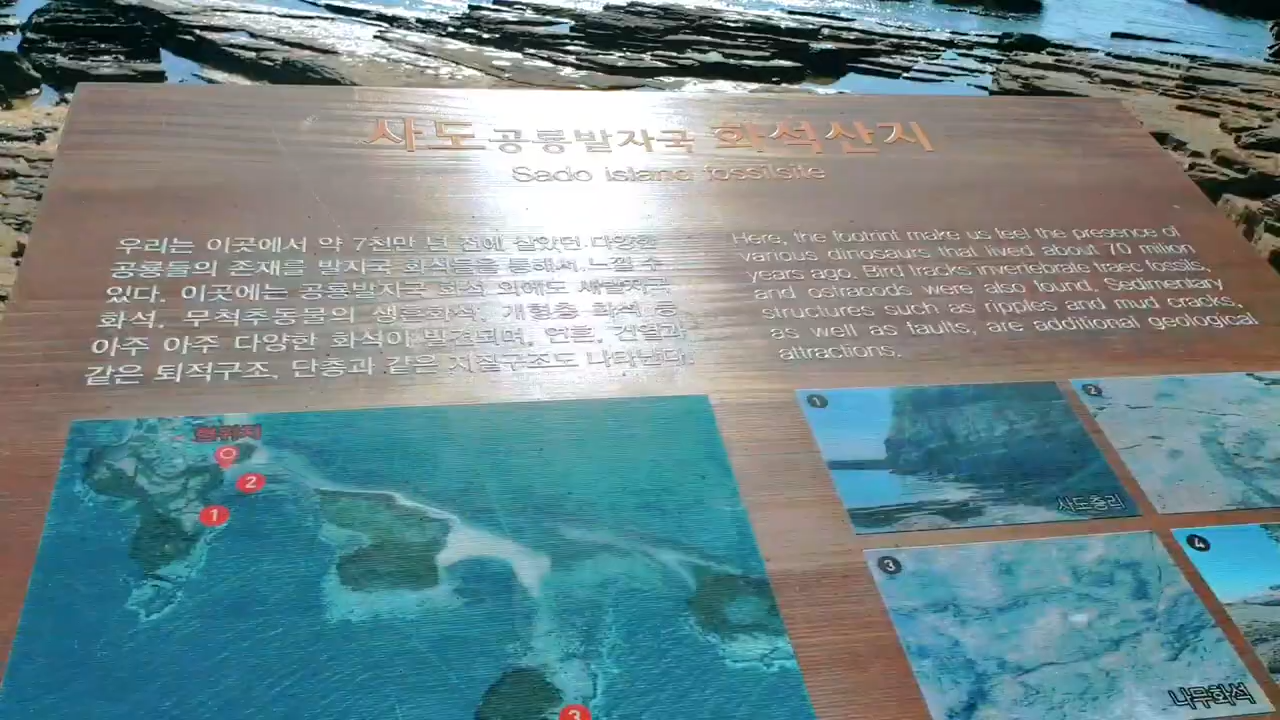 사도 공룡발자국 화석산지
Sado island fossilsite
우리는 이곳에서 약 7천만 년 전에 살았던 다양한
공룡들의 존재를 발자국 화석들을 통해서 느낄 수
있다. 이곳에는 공룡발자국 화석 외에도 새발자국
화석, 무척추동물의 생흔화석, 개형충 화석 등
아주 아주 다양한 화석이 발견되며, 연흔, 건열과
같은 퇴적구조, 단층과 같은 지질구조도 나타난다.
Here, the footrint make us feel the presence of
various dinosaurs that lived about 70 million
years ago. Bird tracks invertebrate traec fossils,
and ostracods were also found. Sedimentary
structures such as ripples and mud cracks,
as well as faults, are additional geological
attractions.
현위치
2
1
3
1
사도층리
2
3
나무화석
4